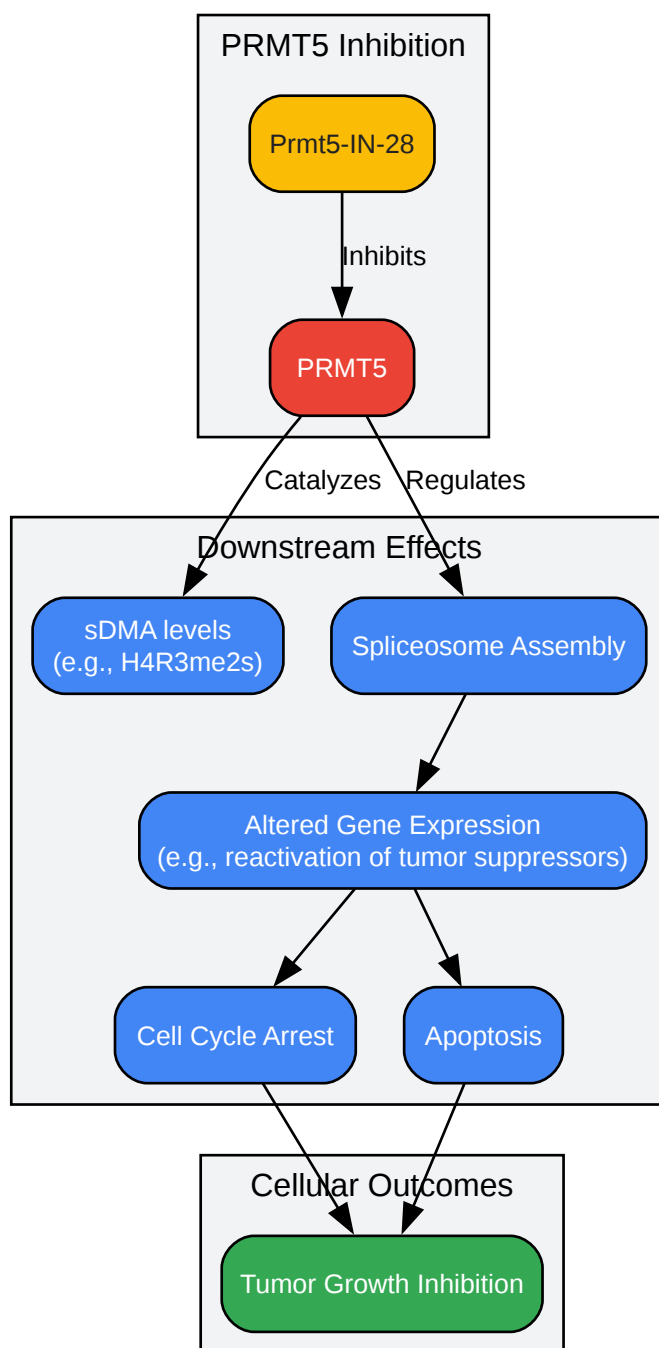 PRMT5 Inhibition
Prmt5-IN-28
Inhibits
PRMT5
Catalyzes
Regulates
Downstream Effects
sDMA levels
(e.g., H4R3me2s)
Spliceosome Assembly
Altered Gene Expression
(e.g., reactivation of tumor suppressors)
Cell Cycle Arrest
Apoptosis
Cellular Outcomes
Tumor Growth Inhibition